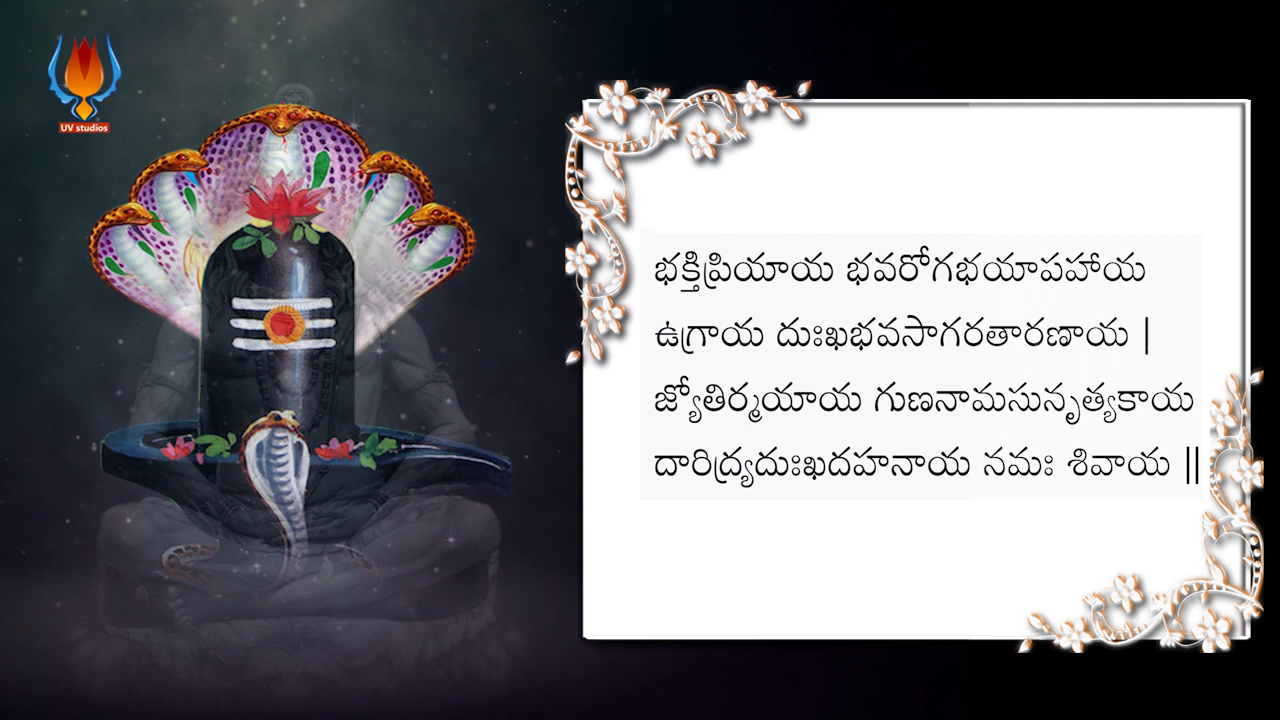 UV studios
భక్తిప్రియాయ భవరోగభయాపహాయ
ఉగ్రాయ దుఃఖభవసాగరతారణాయ |
జ్యోతిర్మయాయ గుణనామసునృత్యకాయ
దారిద్ర్యదుఃఖదహనాయ నమః శివాయ ||